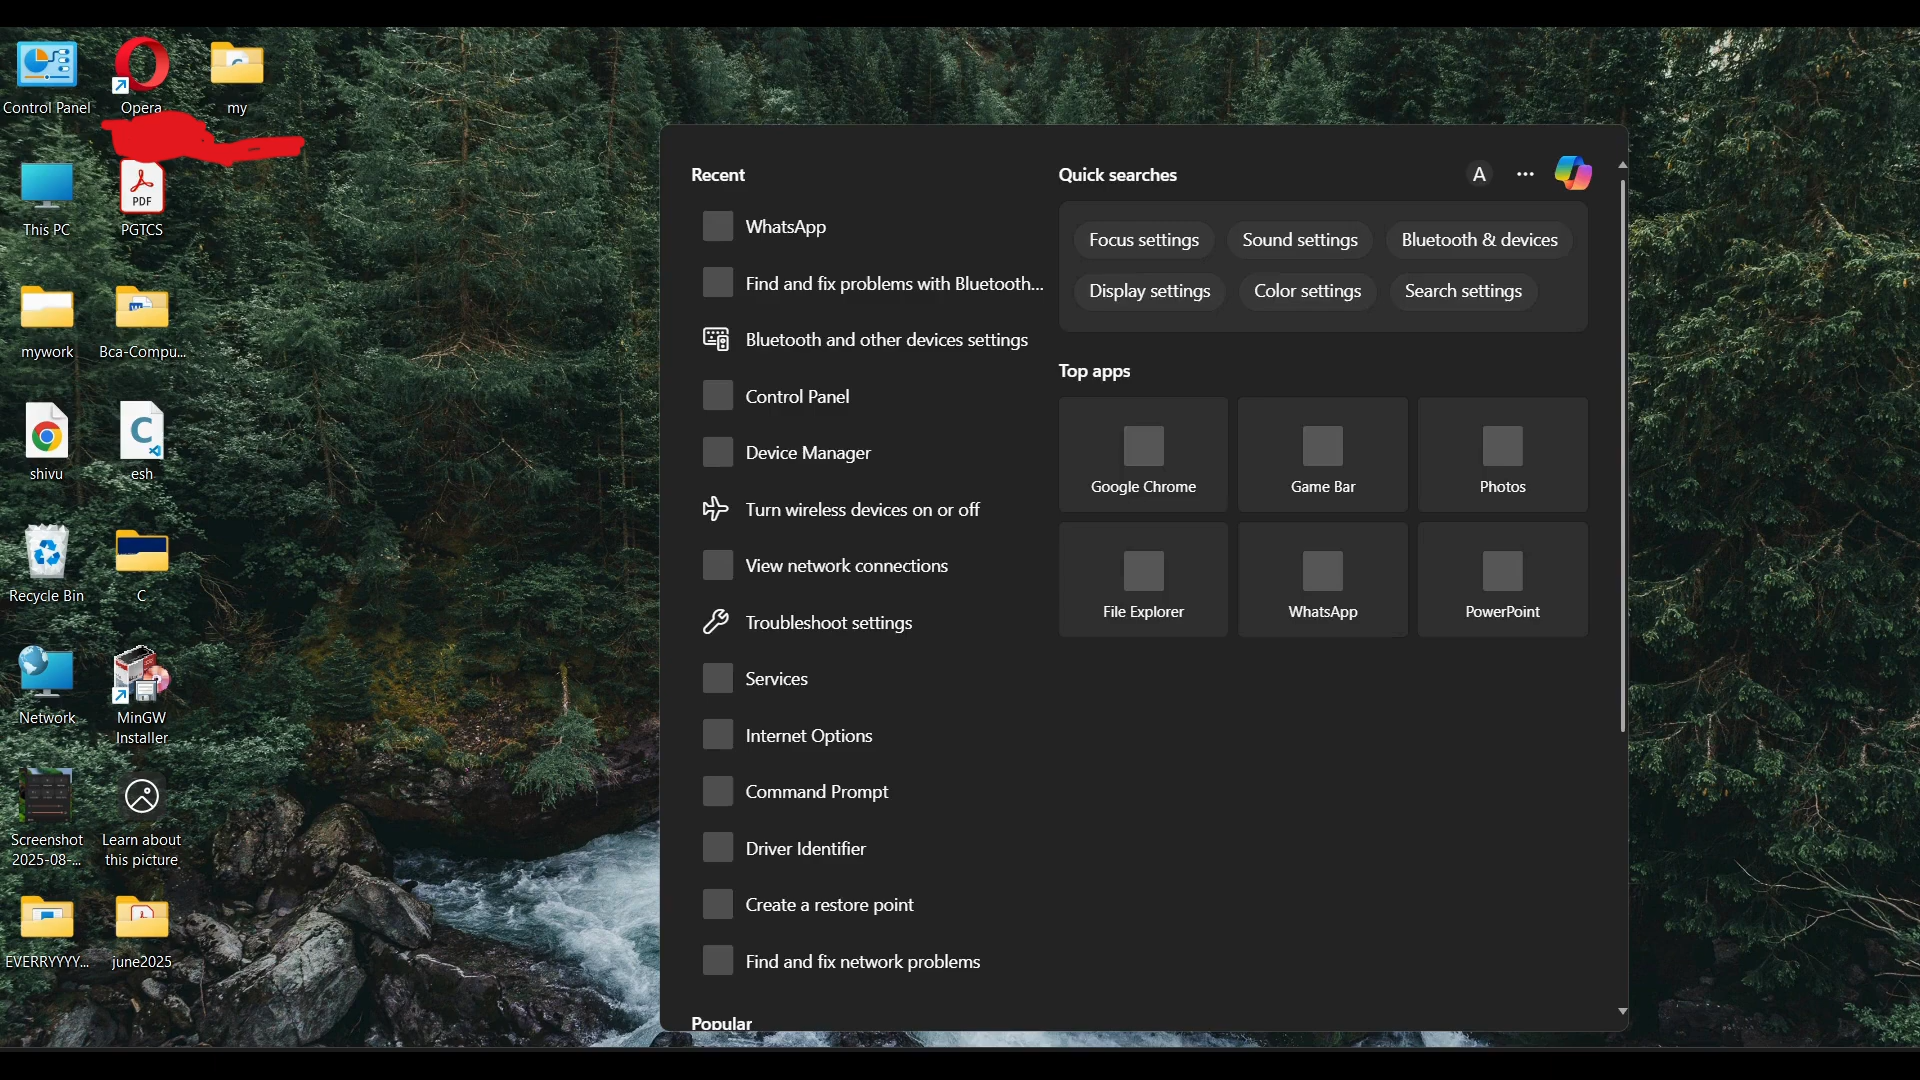 Control Panel
Opera
my
This PC
PDF
PGTCS
mywork
Bca-Compu...
shivu
C
esh
Recycle Bin
C
Network
MinGW
Installer
Screenshot
2025-08-...
Learn about
this picture
EVERRYYYY...
june2025
Recent
WhatsApp
Find and fix problems with Bluetooth...
Bluetooth and other devices settings
Control Panel
Device Manager
Turn wireless devices on or off
View network connections
Troubleshoot settings
Services
Internet Options
Command Prompt
Driver Identifier
Create a restore point
Find and fix network problems
Popular
Quick searches
A
Focus settings
Sound settings
Bluetooth & devices
Display settings
Color settings
Search settings
Top apps
Google Chrome
Game Bar
Photos
File Explorer
WhatsApp
PowerPoint